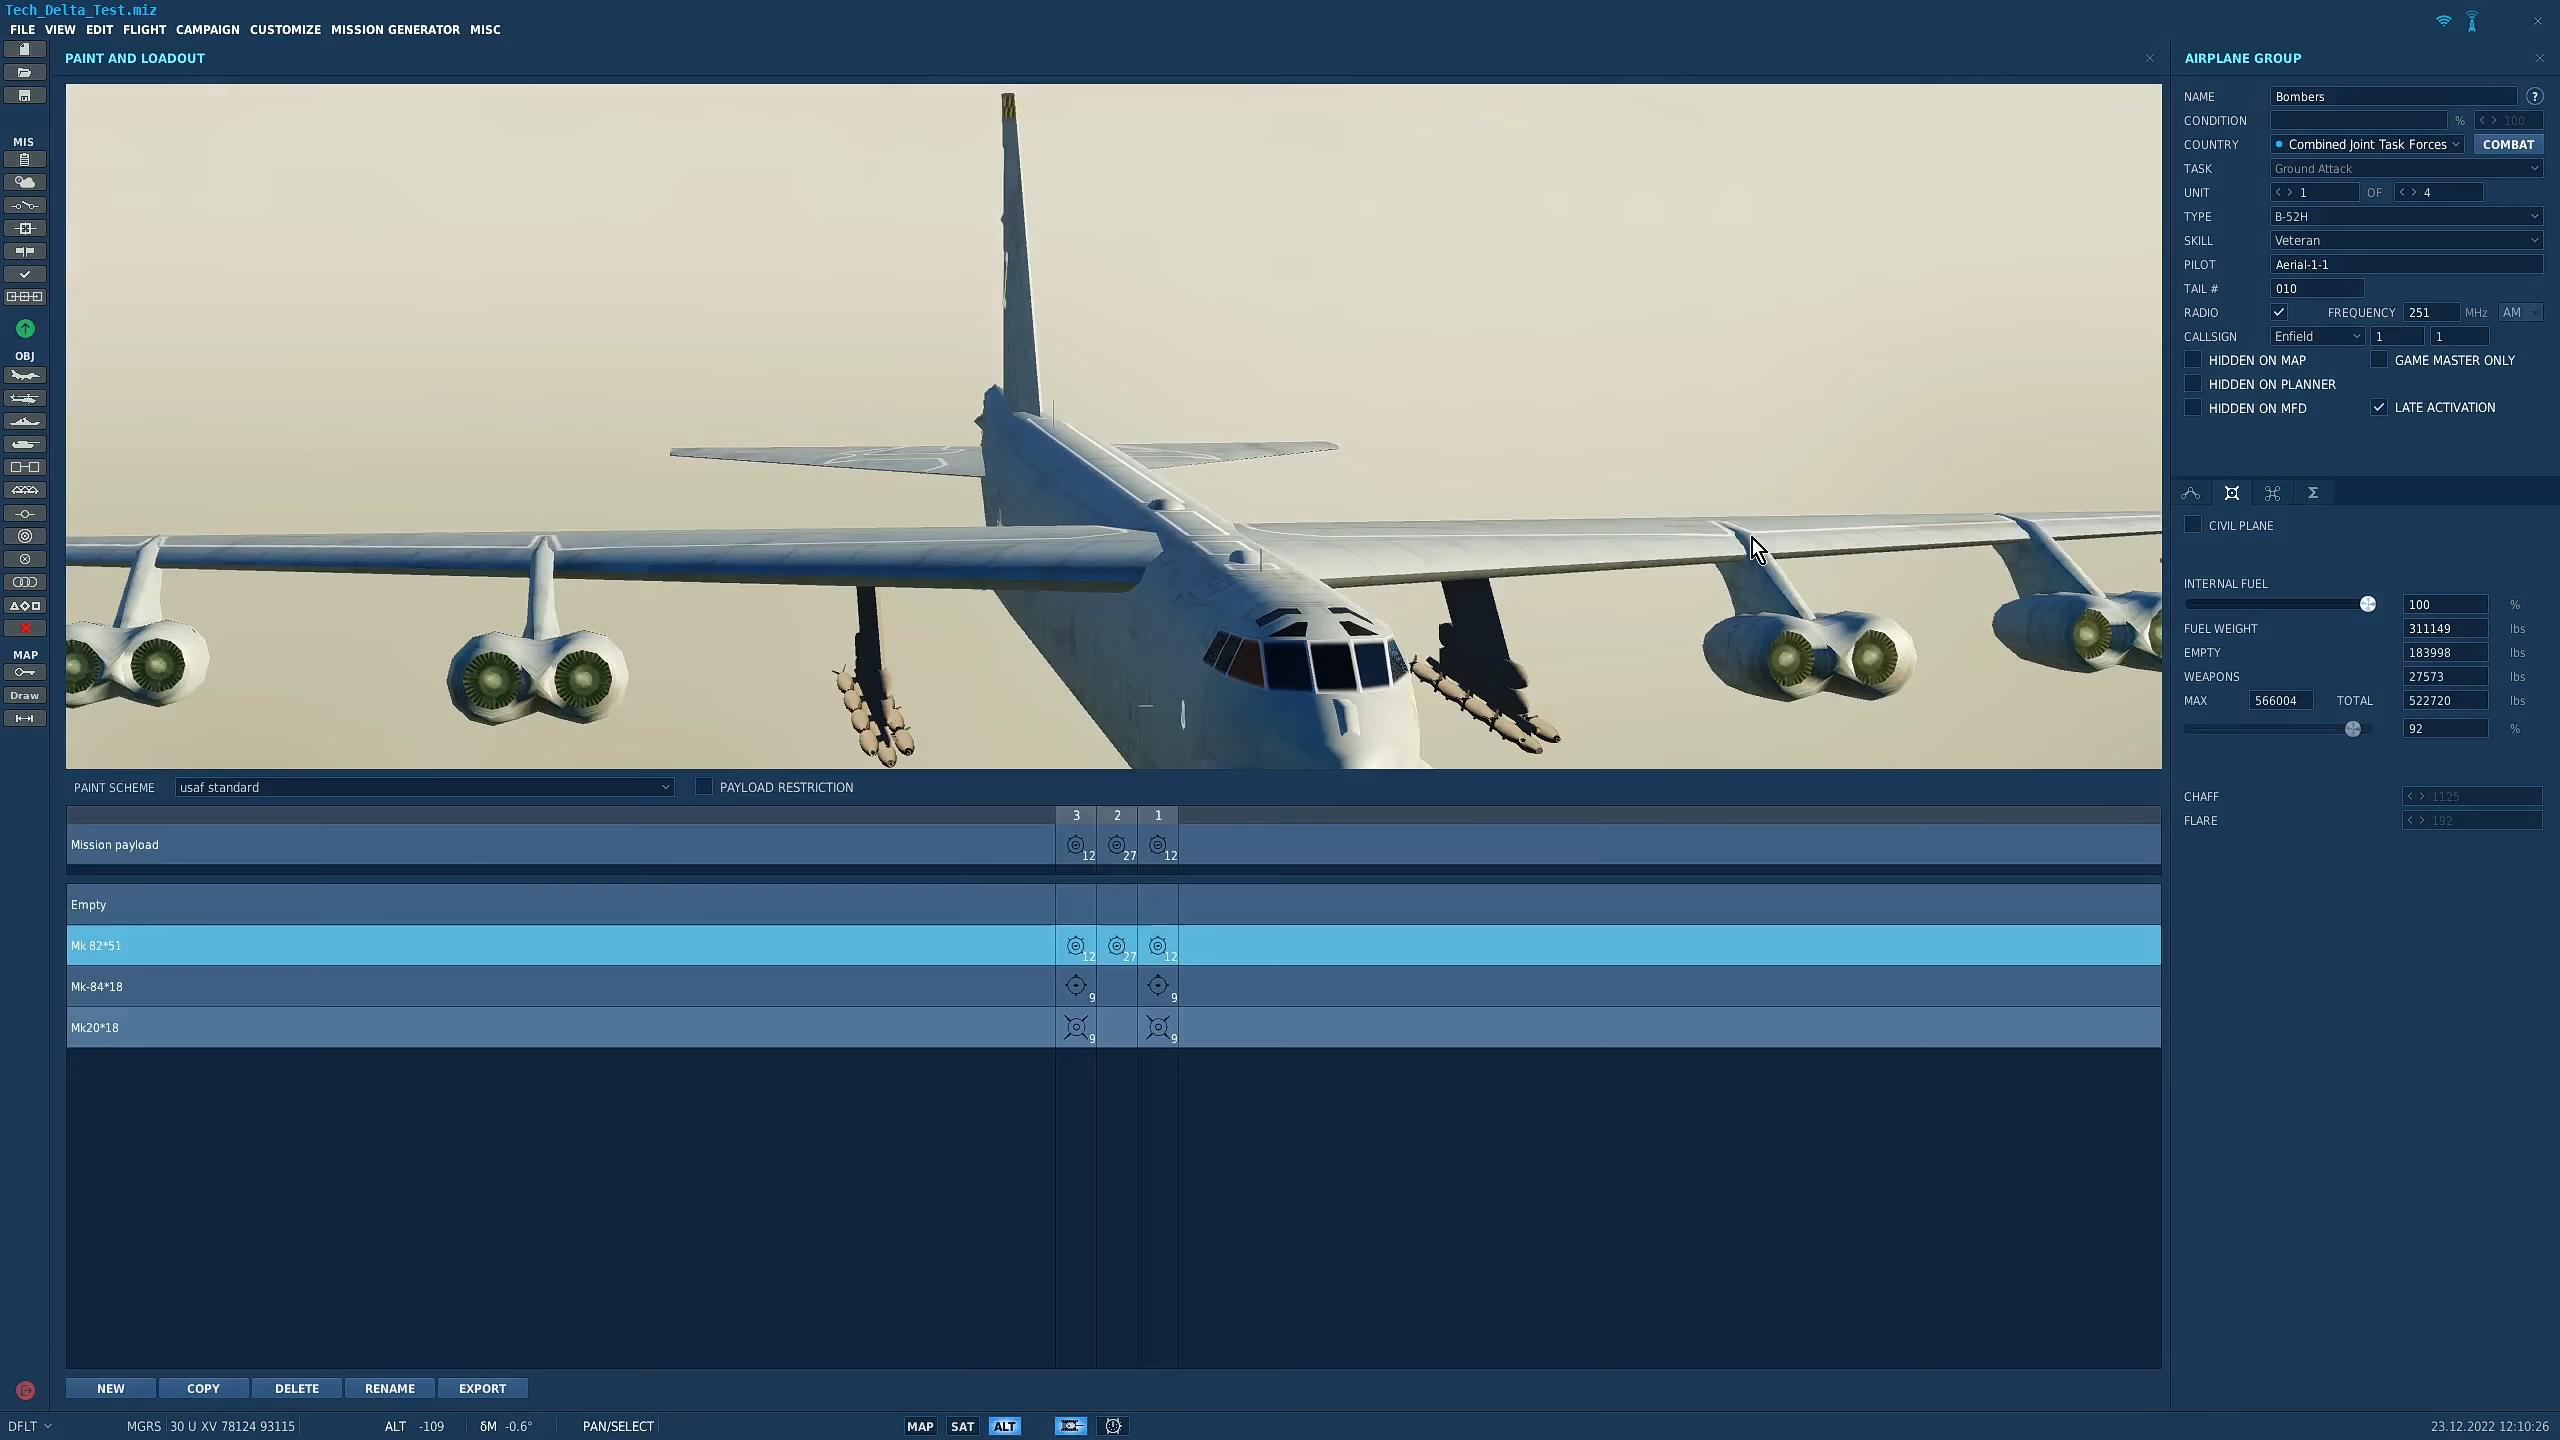 Tech_Delta_Test.miz
FILE VIEW EDIT FLIGHT CAMPAIGN CUSTOMIZE MISSION GENERATOR MISC
PAINT AND LOADOUT
MIS
OBJ
MAP
Draw
PAINT SCHEME usaf standard PAYLOAD RESTRICTION
3 2 1
Mission payload 12 27 12
Empty
Mk 82*51 12 27 12
Mk-84*18 9 9
Mk20*18 9 9
NEW COPY DELETE RENAME EXPORT
AIRPLANE GROUP
NAME Bombers ?
CONDITION % < > 100
COUNTRY Combined Joint Task Forces COMBAT
TASK Ground Attack
UNIT < > 1 OF < > 4
TYPE B-52H
SKILL Veteran
PILOT Aerial-1-1
TAIL # 010
RADIO FREQUENCY 251 MHz AM
CALLSIGN Enfield 1 1
HIDDEN ON MAP GAME MASTER ONLY
HIDDEN ON PLANNER
HIDDEN ON MFD LATE ACTIVATION
Σ
CIVIL PLANE
INTERNAL FUEL
100 %
FUEL WEIGHT 311149 lbs
EMPTY 183998 lbs
WEAPONS 27573 lbs
MAX 566004 TOTAL 522720 lbs
92 %
CHAFF < > 1125
FLARE < > 192
DFLT MGRS 30 U XV 78124 93115 ALT -109 δM -0.6° PAN/SELECT MAP SAT ALT 23.12.2022 12:10:26